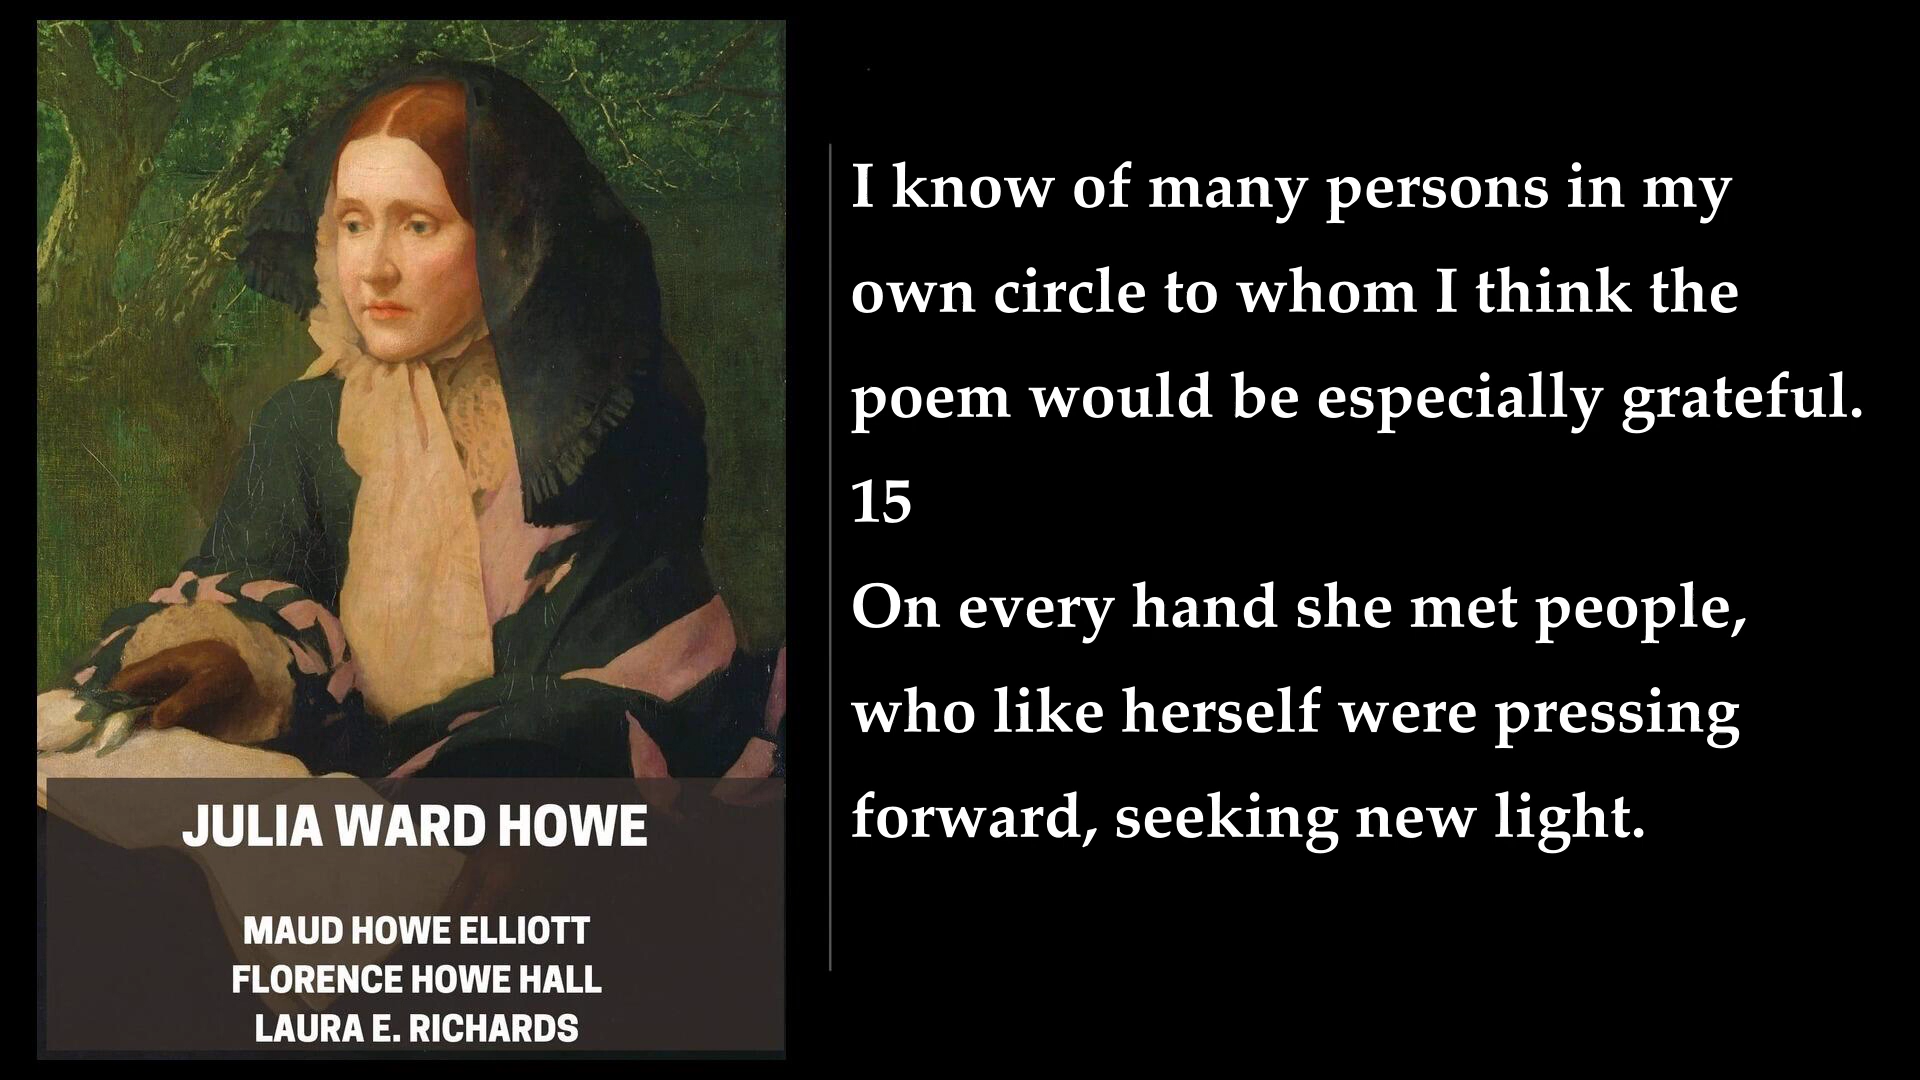 JULIA WARD HOWE
MAUD HOWE ELLIOTT
FLORENCE HOWE HALL
LAURA E. RICHARDS
I know of many persons in my
own circle to whom I think the
poem would be especially grateful.
15
On every hand she met people,
who like herself were pressing
forward, seeking new light.